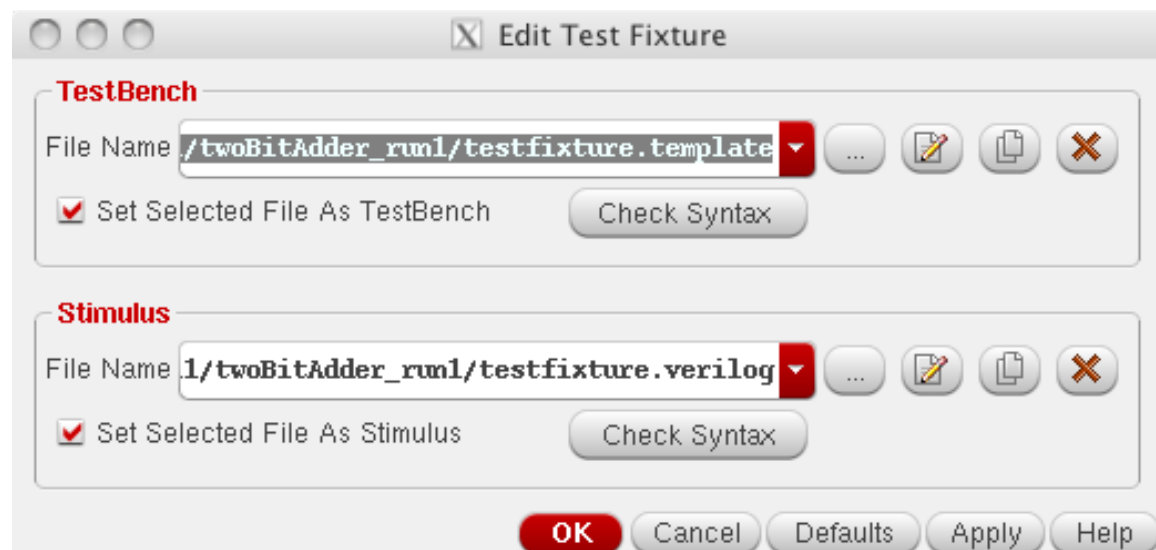 Edit Test Fixture
TestBench
File Name ./twoBitAdder_run1/testfixture.template ...
Set Selected File As TestBench Check Syntax
Stimulus
File Name .1/twoBitAdder_run1/testfixture.verilog ...
Set Selected File As Stimulus Check Syntax
OK Cancel Defaults Apply Help